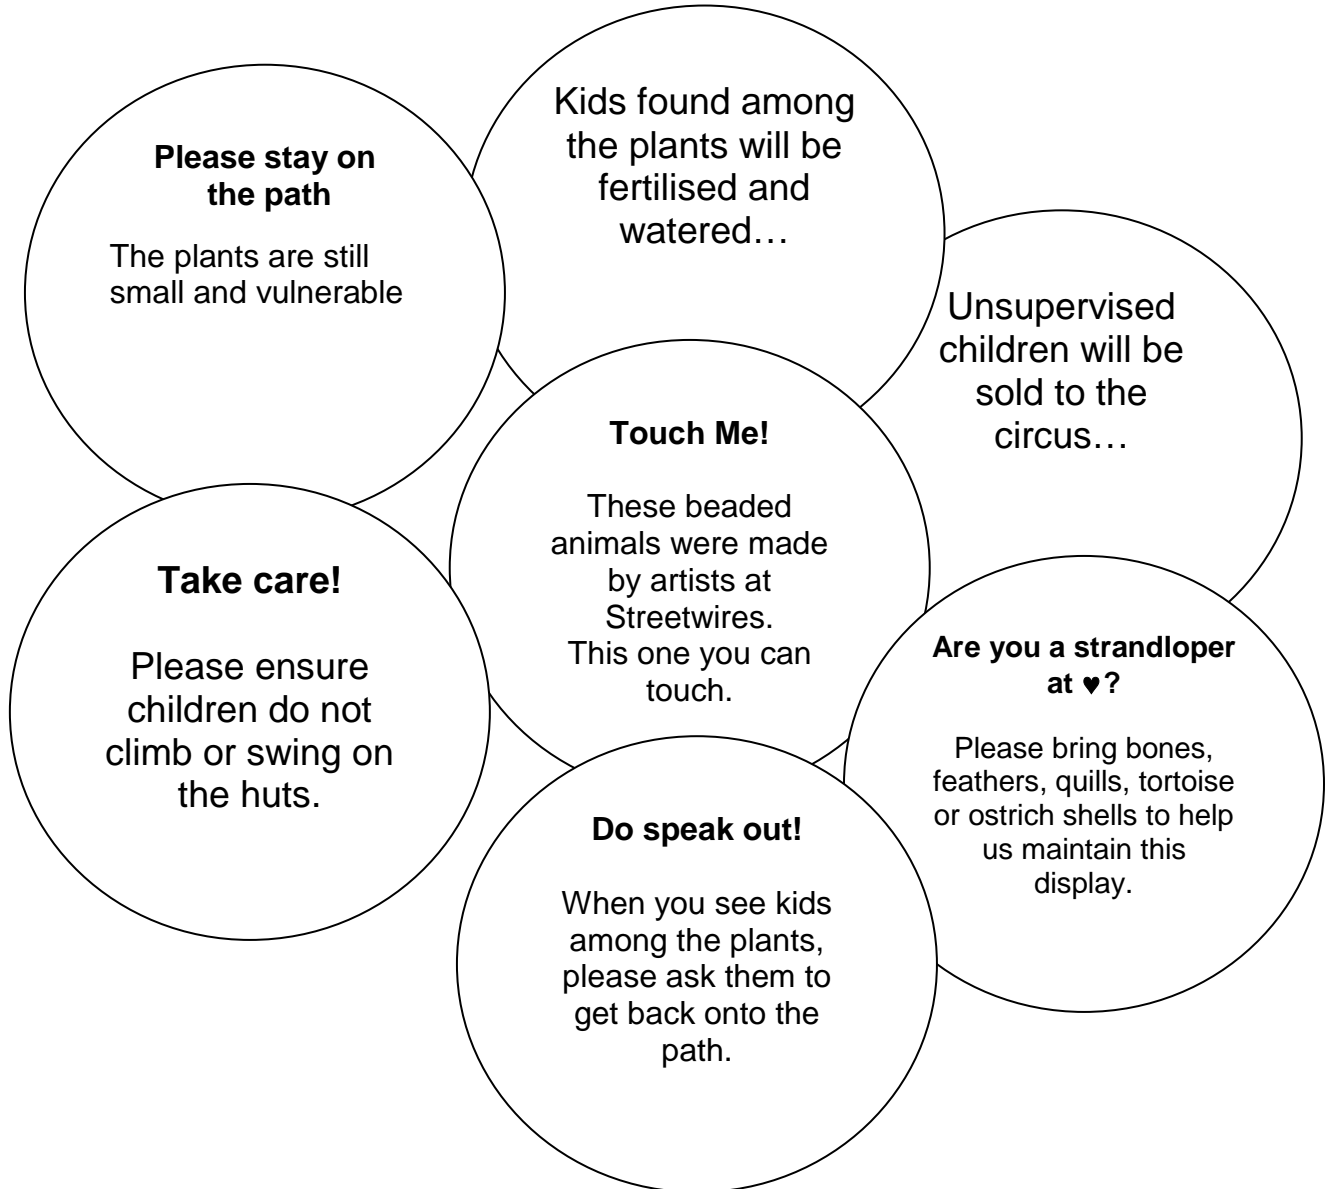 Please stay on
the path
The plants are still
small and vulnerable
Kids found among
the plants will be
fertilised and
watered…
Unsupervised
children will be
sold to the
circus…
Touch Me!
These beaded
animals were made
by artists at
Streetwires.
This one you can
touch.
Take care!
Please ensure
children do not
climb or swing on
the huts.
Are you a strandloper
at ♥?
Please bring bones,
feathers, quills, tortoise
or ostrich shells to help
us maintain this
display.
Do speak out!
When you see kids
among the plants,
please ask them to
get back onto the
path.